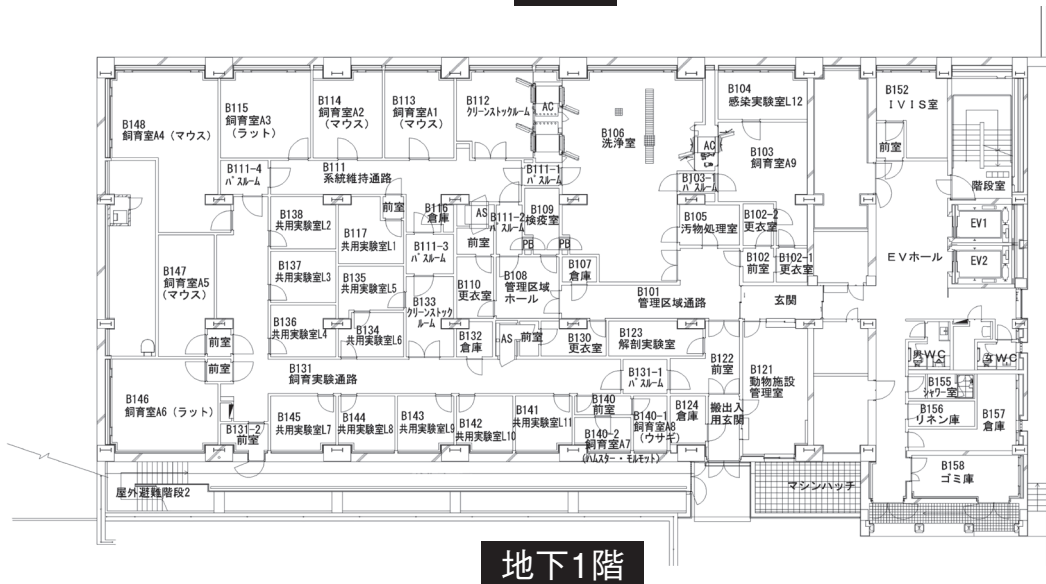 B148
飼育室A4（マウス）
B115
飼育室A3
（ラット）
B114
飼育室A2
（マウス）
B113
飼育室A1
（マウス）
B112
クリーンストックルーム
AC
B106
洗浄室
B104
感染実験室L12
AC
B103
飼育室A9
B103-1
パスルーム
B152
ＩＶＩＳ室
前室
階段室
EV1
EV2
ＥＶホール
B111-4
パスルーム
B111
系統維持通路
前室
B116
倉庫
AS
前室
B111-1
パスルーム
B111-2
パスルーム
B109
検疫室
PB
PB
B105
汚物処理室
B102-2
更衣室
B102
前室
B102-1
更衣室
B138
共用実験室L2
B117
共用実験室L1
B111-3
パスルーム
B147
飼育室A5
（マウス）
B137
共用実験室L3
B135
共用実験室L5
B133
クリーンストック
ルーム
B110
更衣室
B108
管理区域
ホール
B107
倉庫
B101
管理区域通路
玄関
B136
共用実験室L4
B134
共用実験室L6
B132
倉庫
AS
前室
B130
更衣室
B123
解剖実験室
B122
前室
B121
動物施設
管理室
男ＷＣ
女ＷＣ
前室
前室
B131
飼育実験通路
B131-1
パスルーム
B155
シャワー室
B156
リネン庫
B157
倉庫
B146
飼育室A6（ラット）
B131-2
前室
B145
共用実験室L7
B144
共用実験室L8
B143
共用実験室L9
B142
共用実験室L10
B141
共用実験室L11
B140
前室
B140-2
飼育室A7
（ハムスター・モルモット）
B140-1
飼育室A8
（ウサギ）
B124
倉庫
搬出入
用玄関
B158
ゴミ庫
屋外避難階段2
マシンハッチ
地下1階